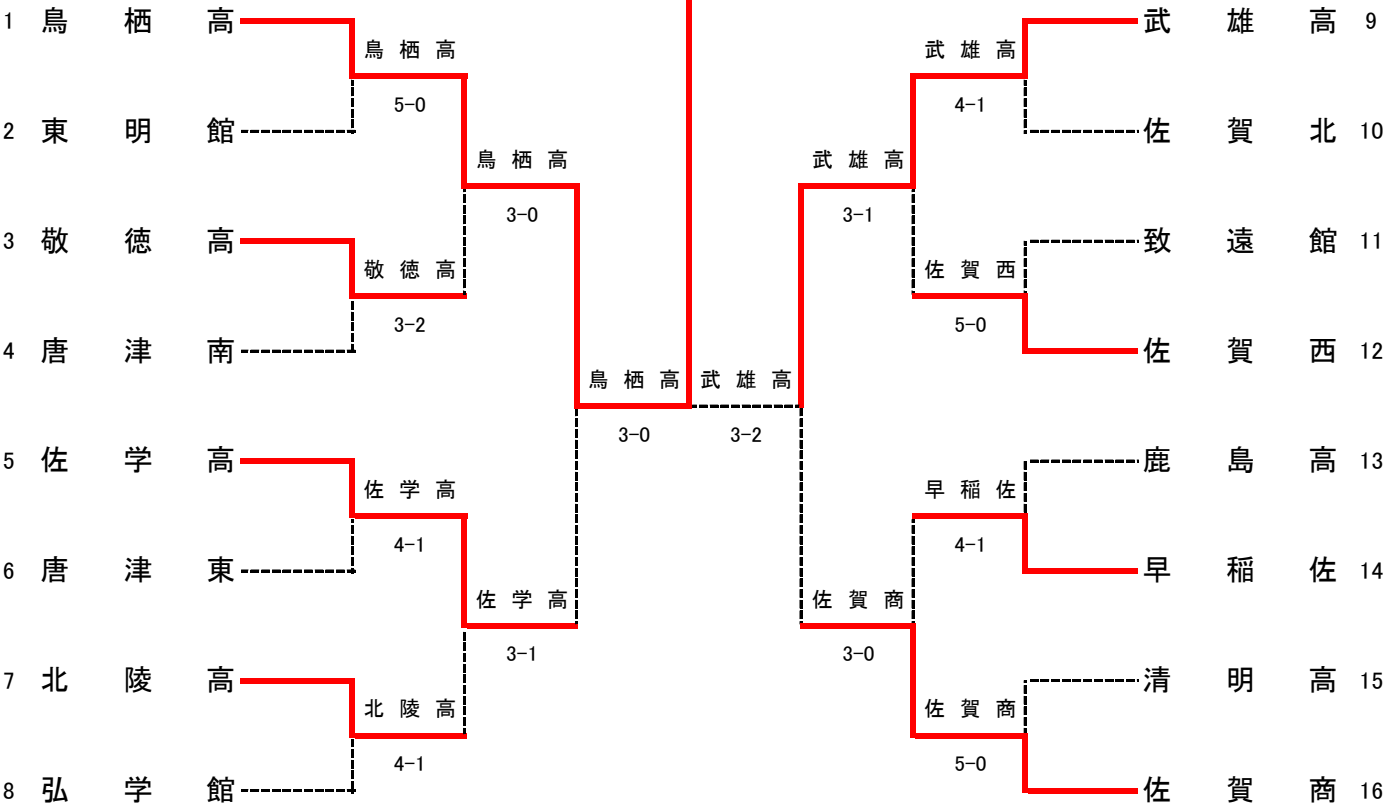 1 鳥栖高
武雄高 9
鳥栖高
武雄高
5-0
4-1
2 東明館
佐賀北 10
鳥栖高
武雄高
3-0
3-1
3 敬徳高
致遠館 11
敬徳高
佐賀西
3-2
5-0
4 唐津南
佐賀西 12
鳥栖高
武雄高
3-0
3-2
5 佐学高
鹿島高 13
佐学高
早稲佐
4-1
4-1
6 唐津東
早稲佐 14
佐学高
佐賀商
3-1
3-0
7 北陵高
清明高 15
北陵高
佐賀商
4-1
5-0
8 弘学館
佐賀商 16